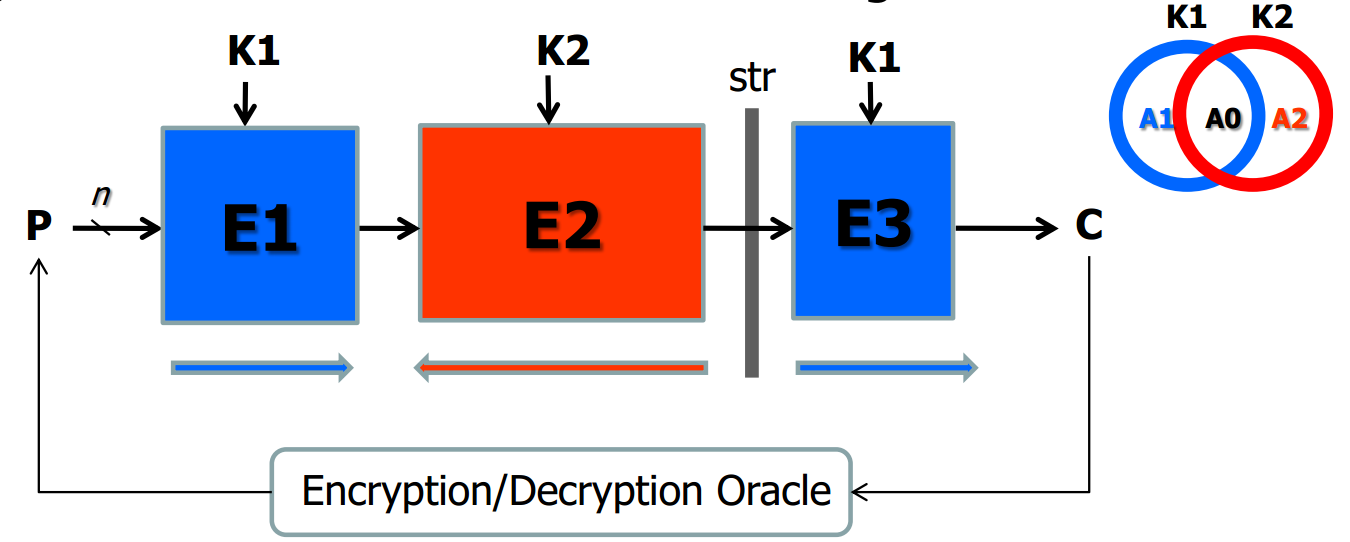 K1 K2
K1
K2
str
K1
A1 A0 A2
n
P
E1
E2
E3
C
Encryption/Decryption Oracle